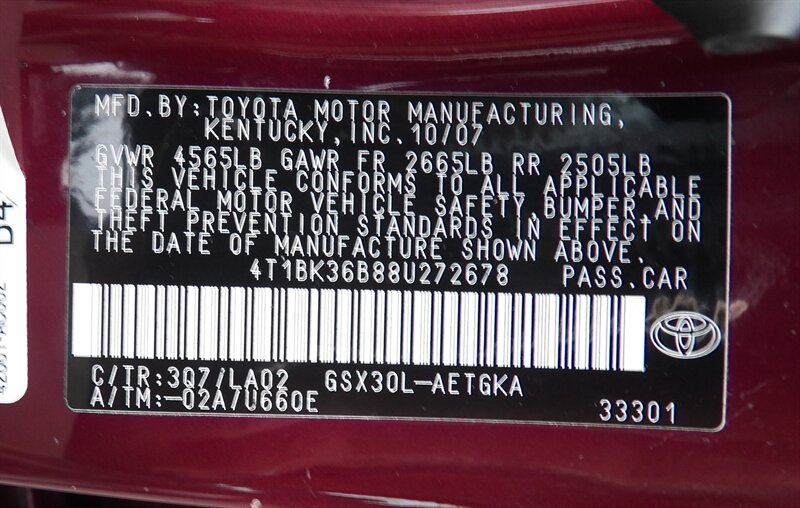 MFD. BY: TOYOTA MOTOR MANUFACTURING,
KENTUCKY, INC. 10/07
GVWR 4565LB GAWR FR 2665LB RR 2505LB
THIS VEHICLE CONFORMS TO ALL APPLICABLE
FEDERAL MOTOR VEHICLE SAFETY, BUMPER, AND
THEFT PREVENTION STANDARDS IN EFFECT ON
THE DATE OF MANUFACTURE SHOWN ABOVE.
4T1BK36B88U272678 PASS. CAR
C/TR: 3Q7/LA02 GSX30L-AETGKA
A/TM: -02A/U660E 33301